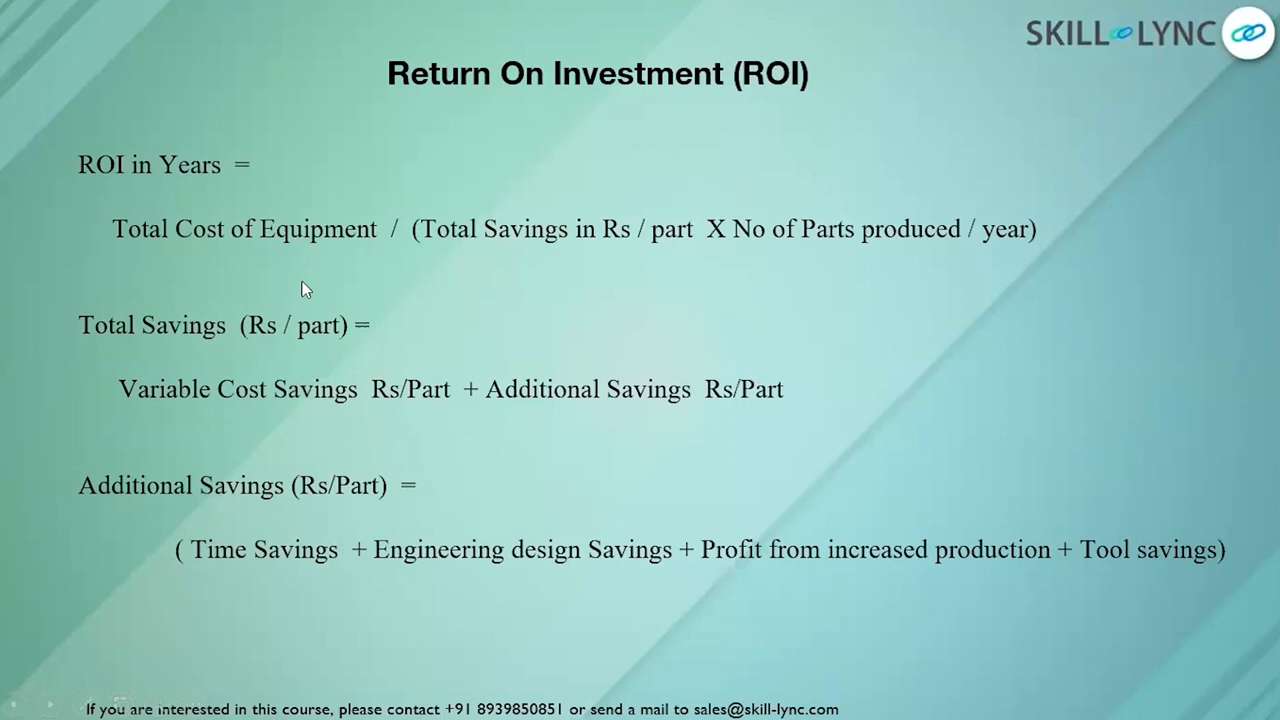 SKILL LYNC
Return On Investment (ROI)
ROI in Years =
Total Cost of Equipment / (Total Savings in Rs / part X No of Parts produced / year)
Total Savings (Rs / part) =
Variable Cost Savings Rs/Part + Additional Savings Rs/Part
Additional Savings (Rs/Part) =
( Time Savings + Engineering design Savings + Profit from increased production + Tool savings)
If you are interested in this course, please contact +91 8939850851 or send a mail to sales@skill-lync.com